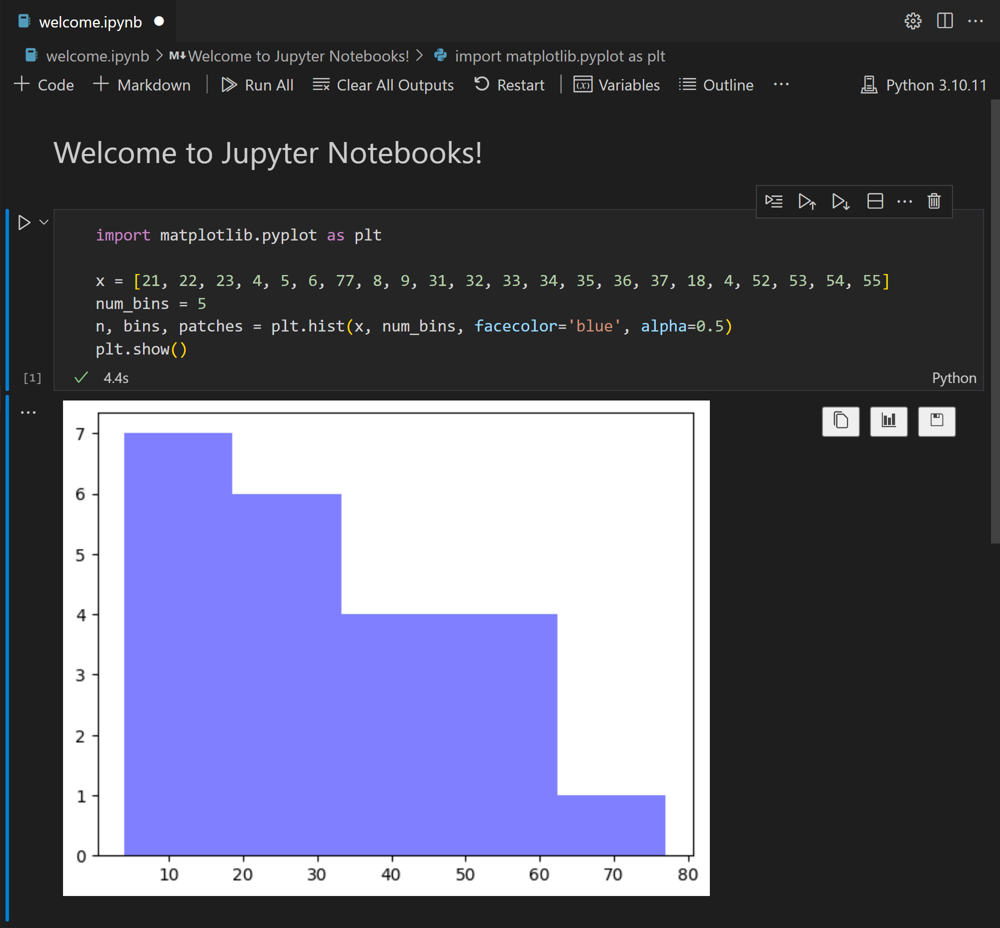 welcome.ipynb
welcome.ipynb > M↓ Welcome to Jupyter Notebooks! > import matplotlib.pyplot as plt
+ Code + Markdown | Run All Clear All Outputs Restart | (x) Variables Outline ... Python 3.10.11
Welcome to Jupyter Notebooks!
import matplotlib.pyplot as plt
x = [21, 22, 23, 4, 5, 6, 77, 8, 9, 31, 32, 33, 34, 35, 36, 37, 18, 4, 52, 53, 54, 55]
num_bins = 5
n, bins, patches = plt.hist(x, num_bins, facecolor='blue', alpha=0.5)
plt.show()
[1] 4.4s Python
7
6
5
4
3
2
1
0
10 20 30 40 50 60 70 80